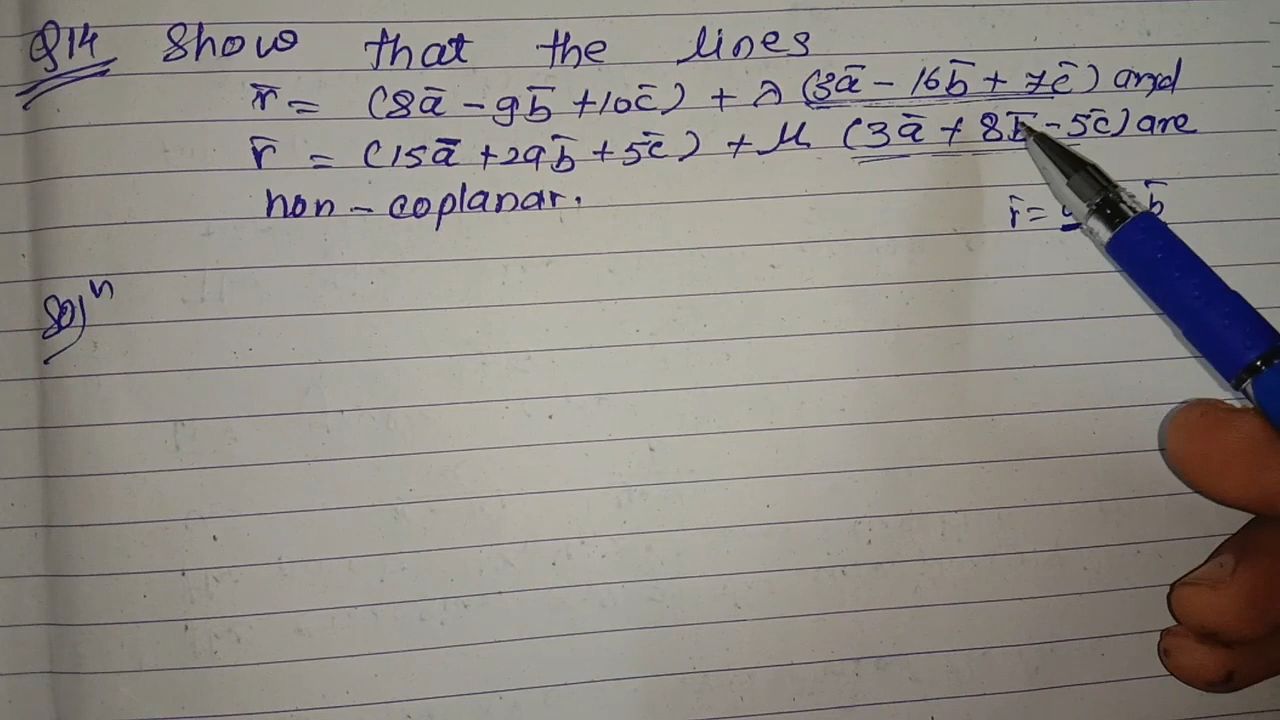 Q14 Show that the lines
r̄ = (8ā - 9b̄ + 10c̄) + λ (3ā - 16b̄ + 7c̄) and
r̄ = (15ā + 29b̄ + 5c̄) + μ (3ā + 8b̄ - 5c̄) are
non-coplanar.
r̄ = b̄
Solⁿ